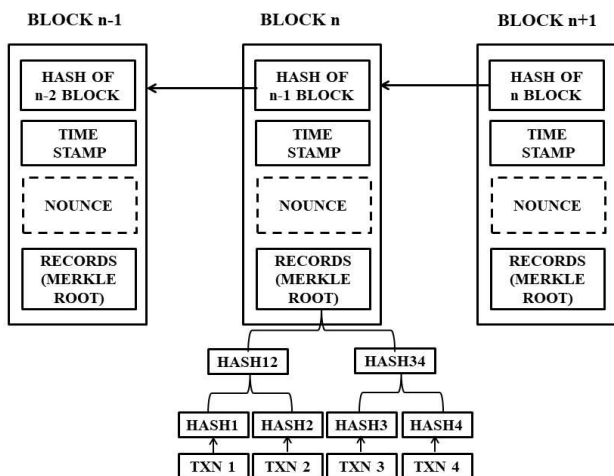 BLOCK n-1
BLOCK n
BLOCK n+1
HASH OF
n-2 BLOCK
HASH OF
n-1 BLOCK
HASH OF
n BLOCK
TIME
STAMP
TIME
STAMP
TIME
STAMP
NOUNCE
NOUNCE
NOUNCE
RECORDS
(MERKLE
ROOT)
RECORDS
(MERKLE
ROOT)
RECORDS
(MERKLE
ROOT)
HASH12
HASH34
HASH1
HASH2
HASH3
HASH4
TXN 1
TXN 2
TXN 3
TXN 4